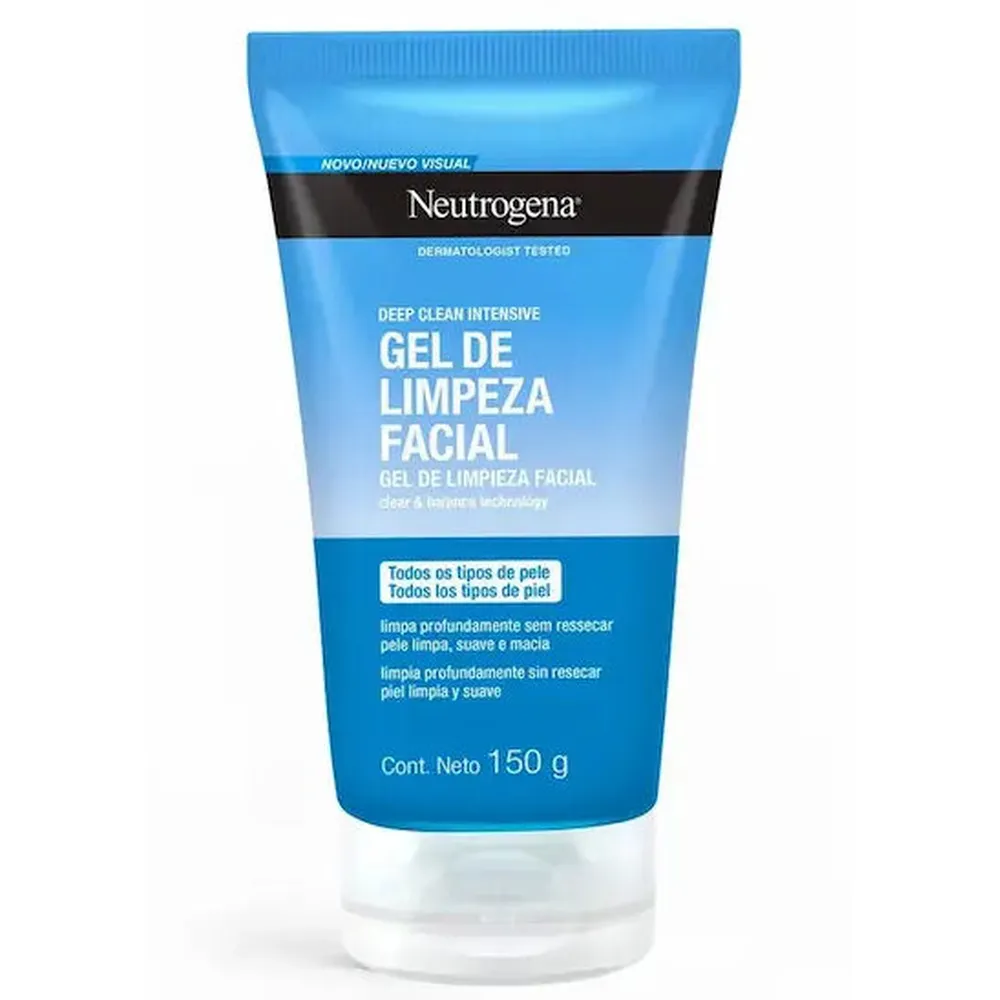 NOVO/NUEVO VISUAL
Neutrogena®
DERMATOLOGIST TESTED
DEEP CLEAN INTENSIVE
GEL DE
LIMPEZA
FACIAL
GEL DE LIMPIEZA FACIAL
clear & balance technology
Todos os tipos de pele
Todos los tipos de piel
limpa profundamente sem ressecar
pele limpa, suave e macia
limpia profundamente sin resecar
piel limpia y suave
Cont. Neto 150 g